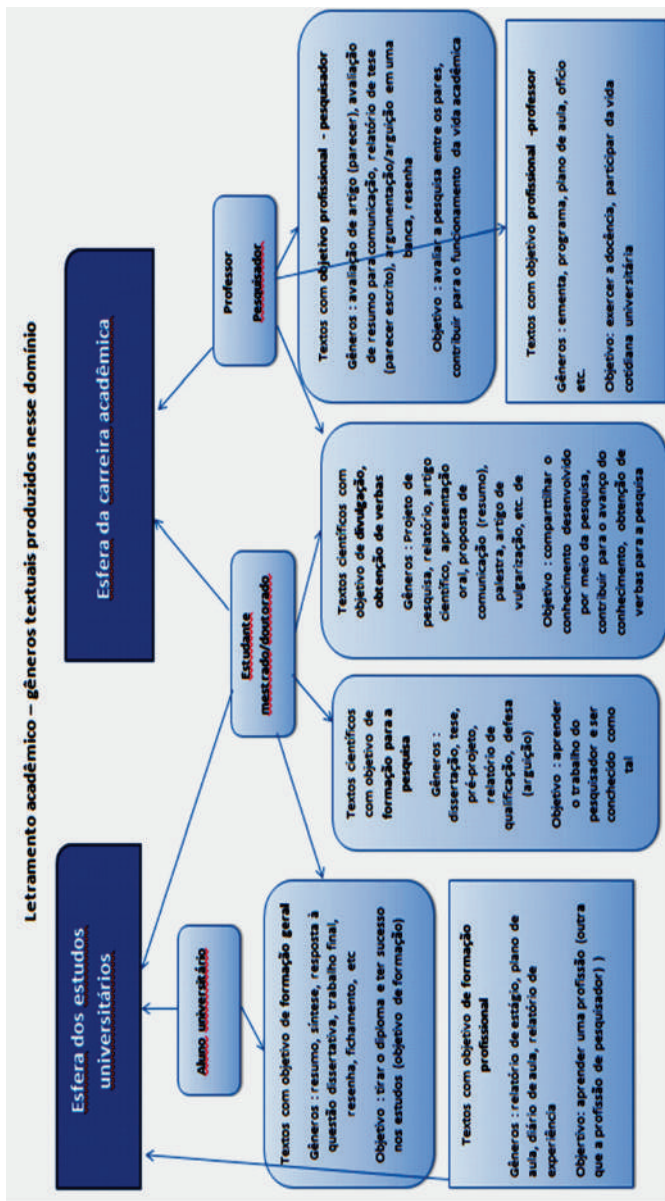 Letramento acadêmico – gêneros textuais produzidos nesse domínio
Esfera dos estudos
universitários
Esfera da carreira acadêmica
Aluno universitário
Estudante
mestrado/doutorado
Professor
Pesquisador
Textos com objetivo de formação geral
Gêneros : resumo, síntese, resposta à
questão dissertativa, trabalho final,
resenha, fichamento, etc
Objetivo : tirar o diploma e ter sucesso
nos estudos (objetivo de formação)
Textos com objetivo de formação
profissional
Gêneros : relatório de estágio, plano de
aula, diário de aula, relatório de
experiência
Objertivo: aprender uma profissão (outra
que a profissão de pesquisador) )
Textos científicos
com objetivo de
formação para a
pesquisa
Gêneros :
dissertação, tese,
pré-projeto,
relatório de
qualificação, defesa
(arguição)
Objetivo : aprender
o trabalho do
pesquisador e ser
conchecido como
tal
Textos científicos com
objetivo de divulgação,
obtenção de verbas
Gêneros : Projeto de
pesquisa, relatório, artigo
científico, apresentação
oral, proposta de
comunicação (resumo),
palestra, artigo de
vulgarização, etc. de
Objetivo : compartilhar o
conhecimento desenvolvido
por meio da pesquisa,
contribuir para o avanço do
conhecimento, obtenção de
verbas para a pesquisa
Textos com objetivo profissional - pesquisador
Gêneros : avaliação de artigo (parecer), avaliação
de resumo para comunicação, relatório de tese
(parecer escrito), argumentação/arguição em uma
banca, resenha
Objetivo : avaliar a pesquisa entre os pares,
contribuir para o funcionamento da vida acadêmica
Textos com objetivo profissional -professor
Gêneros : ementa, programa, plano de aula, ofício
etc.
Objetivo: exercer a docência, participar da vida
cotidiana universitária